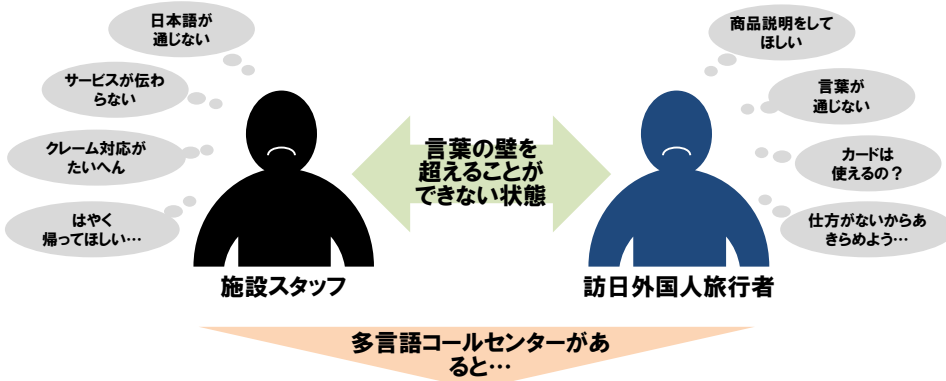 日本語が
通じない
サービスが伝わ
らない
クレーム対応が
たいへん
はやく
帰ってほしい…
施設スタッフ
言葉の壁を
超えることが
できない状態
商品説明をして
ほしい
言葉が
通じない
カードは
使えるの？
仕方がないからあ
きらめよう…
訪日外国人旅行者
多言語コールセンターがあ
ると…